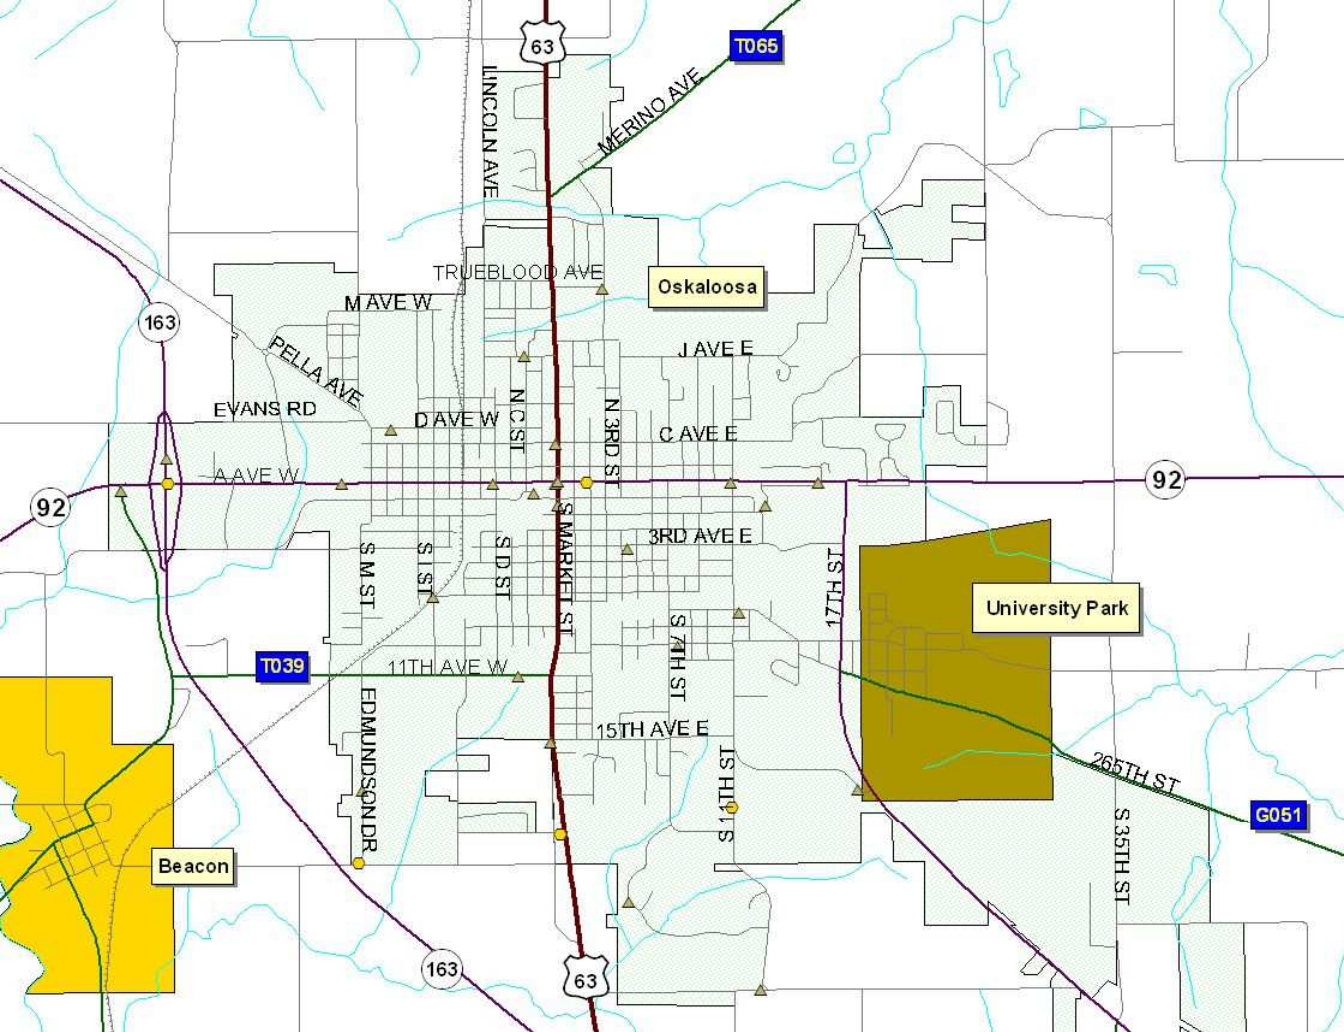 63
T065
LINCOLN AVE
MERINO AVE
TRUEBLOOD AVE
Oskaloosa
M AVE W
163
PELLA AVE
J AVE E
EVANS RD
D AVE W
N C ST
N 3RD ST
C AVE E
A AVE W
92
92
S M ST
S I ST
S D ST
S MARKET ST
3RD AVE E
17TH ST
University Park
S 7TH ST
T039
11TH AVE W
EDMUNDSON DR
15TH AVE E
S 11TH ST
265TH ST
G051
S 35TH ST
Beacon
163
63